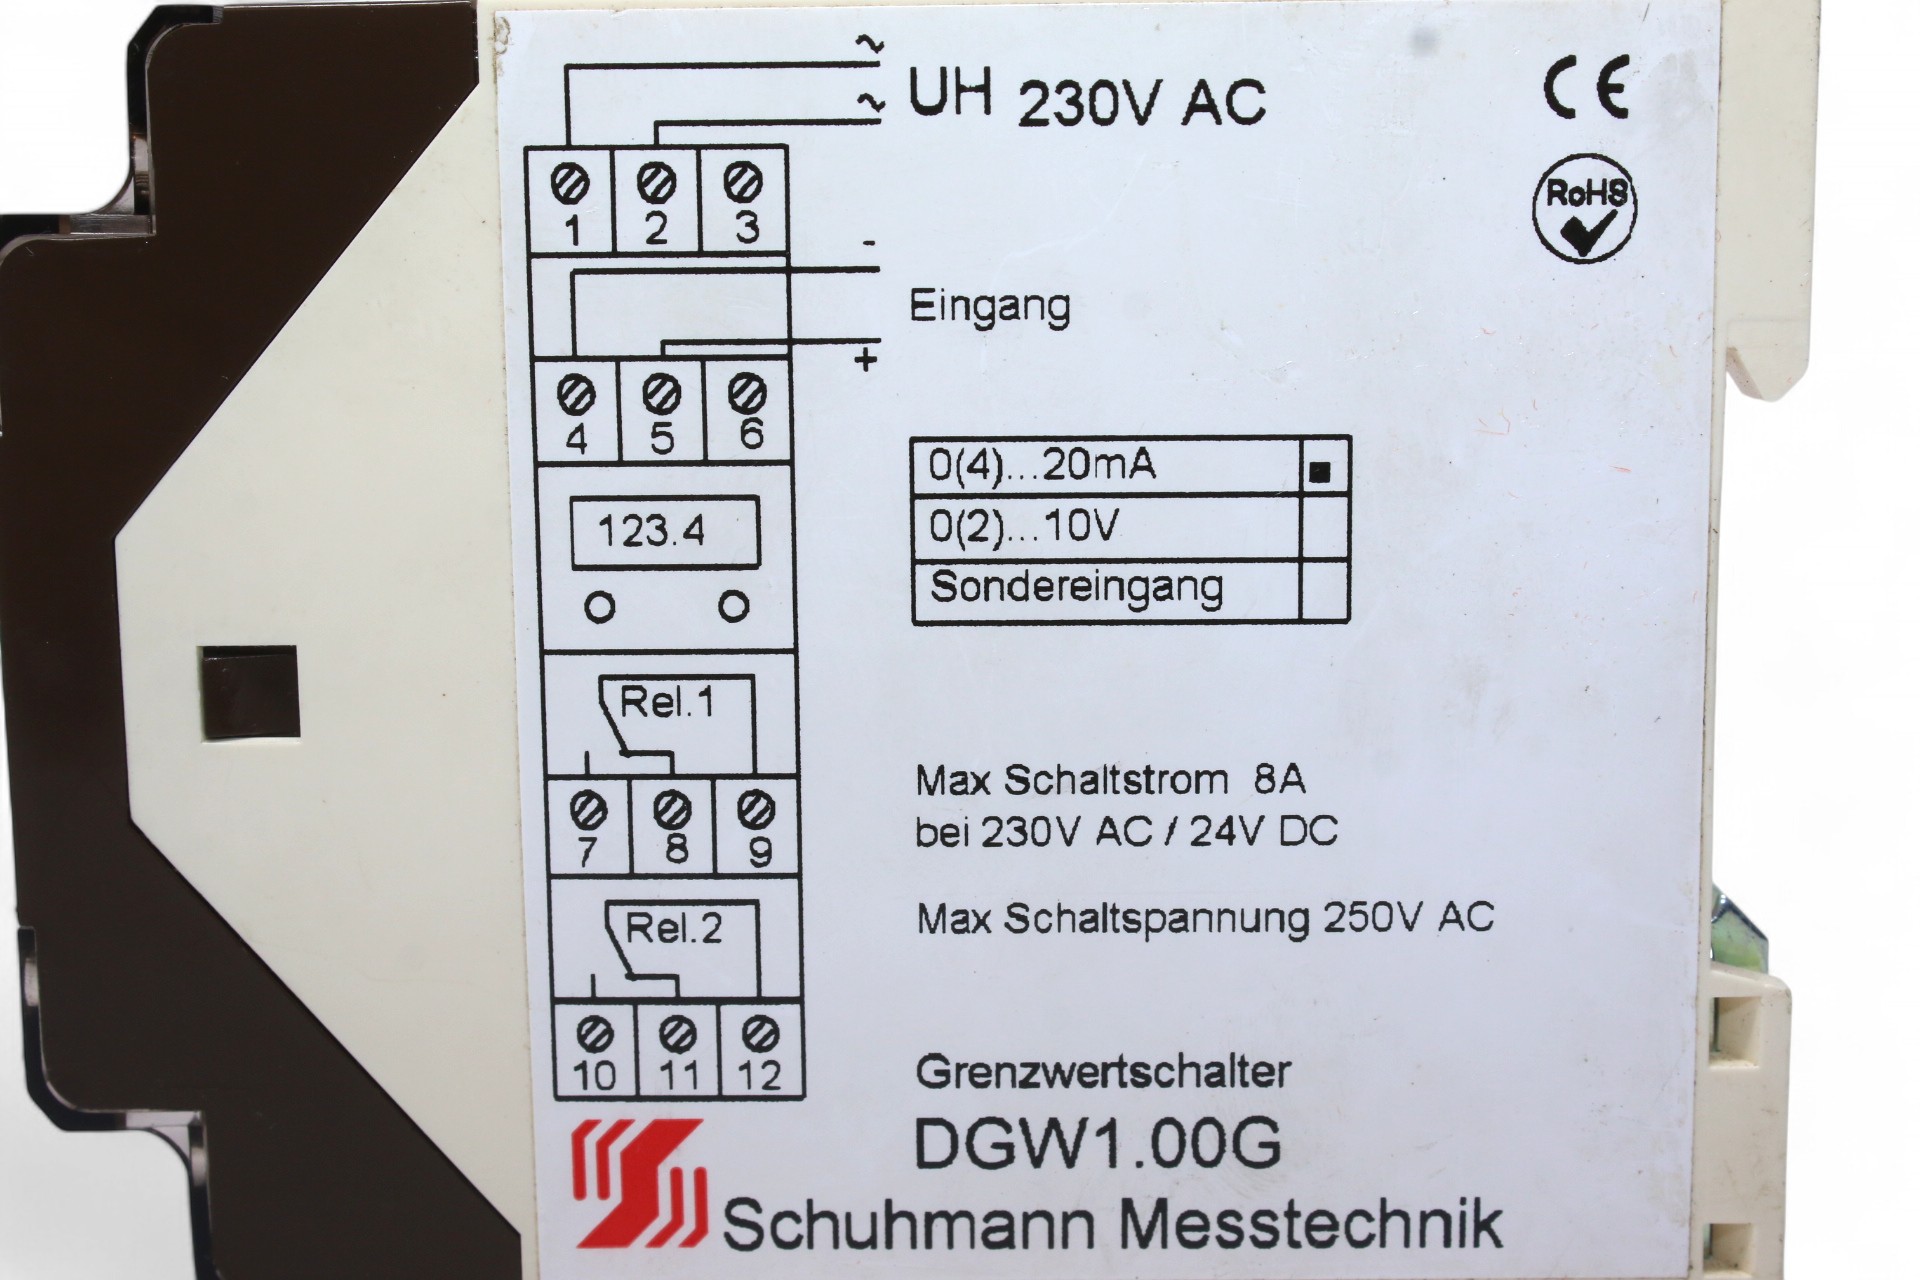 ~
~
UH 230V AC
CE
RoHS
1 2 3
-
Eingang
+
4 5 6
0(4)...20mA
0(2)...10V
Sondereingang
123.4
Rel.1
Max Schaltstrom 8A
bei 230V AC / 24V DC
7 8 9
Rel.2
Max Schaltspannung 250V AC
10 11 12
Grenzwertschalter
DGW1.00G
Schuhmann Messtechnik